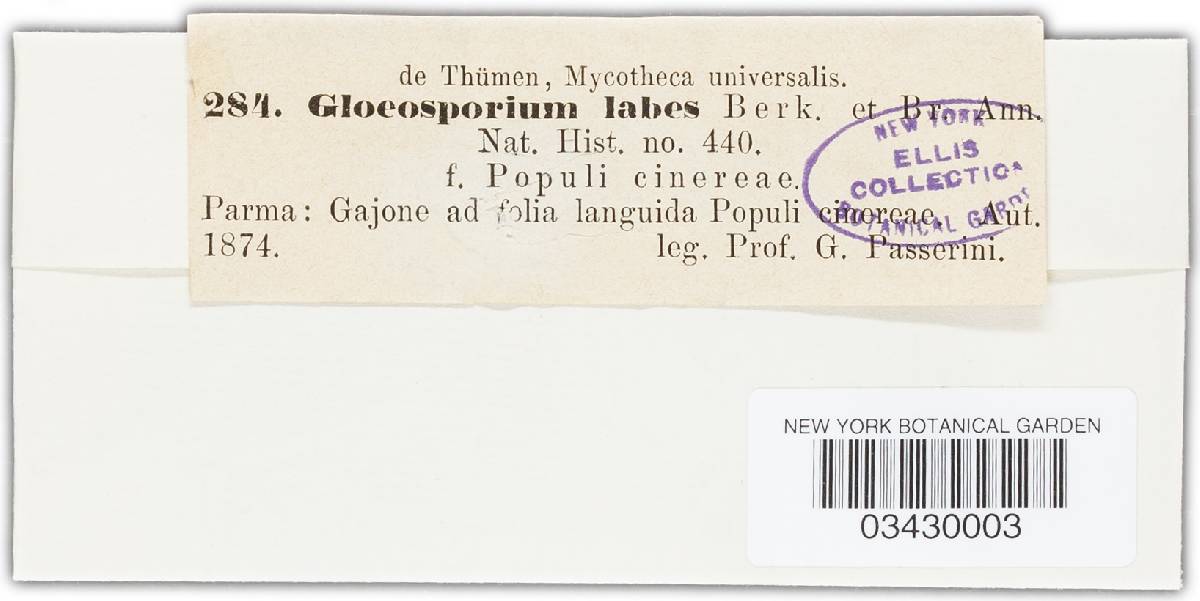 de Thümen, Mycotheca universalis.
284. Gloeosporium labes Berk. et Br. Ann.
Nat. Hist. no. 440.
f. Populi cinereae.
Parma: Gajone ad folia languida Populi cinereae. Aut.
1874. leg. Prof. G. Passerini.
NEW YORK
ELLIS
COLLECTIO
BOTANICAL GARDE
NEW YORK BOTANICAL GARDEN
03430003